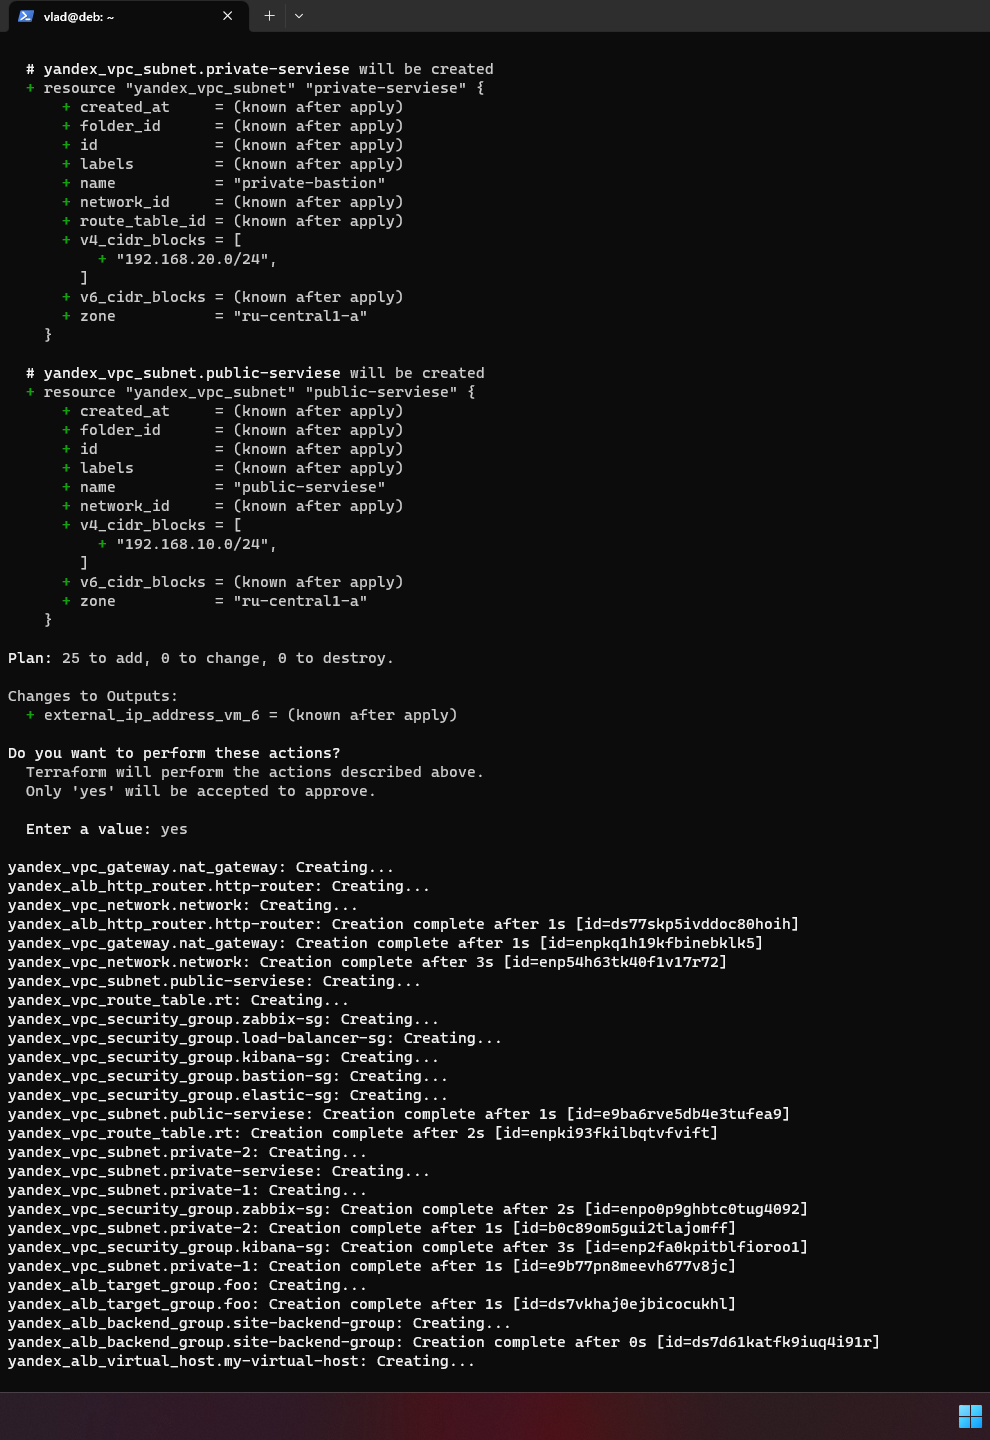 vlad@deb: ~
# yandex_vpc_subnet.private-serviese will be created
+ resource "yandex_vpc_subnet" "private-serviese" {
+ created_at     = (known after apply)
+ folder_id      = (known after apply)
+ id             = (known after apply)
+ labels         = (known after apply)
+ name           = "private-bastion"
+ network_id     = (known after apply)
+ route_table_id = (known after apply)
+ v4_cidr_blocks = [
+ "192.168.20.0/24",
]
+ v6_cidr_blocks = (known after apply)
+ zone           = "ru-central1-a"
}
# yandex_vpc_subnet.public-serviese will be created
+ resource "yandex_vpc_subnet" "public-serviese" {
+ created_at     = (known after apply)
+ folder_id      = (known after apply)
+ id             = (known after apply)
+ labels         = (known after apply)
+ name           = "public-serviese"
+ network_id     = (known after apply)
+ v4_cidr_blocks = [
+ "192.168.10.0/24",
]
+ v6_cidr_blocks = (known after apply)
+ zone           = "ru-central1-a"
}
Plan: 25 to add, 0 to change, 0 to destroy.
Changes to Outputs:
+ external_ip_address_vm_6 = (known after apply)
Do you want to perform these actions?
Terraform will perform the actions described above.
Only 'yes' will be accepted to approve.
Enter a value: yes
yandex_vpc_gateway.nat_gateway: Creating...
yandex_alb_http_router.http-router: Creating...
yandex_vpc_network.network: Creating...
yandex_alb_http_router.http-router: Creation complete after 1s [id=ds77skp5ivddoc80hoih]
yandex_vpc_gateway.nat_gateway: Creation complete after 1s [id=enpkq1h19kfbinebklk5]
yandex_vpc_network.network: Creation complete after 3s [id=enp54h63tk40f1v17r72]
yandex_vpc_subnet.public-serviese: Creating...
yandex_vpc_route_table.rt: Creating...
yandex_vpc_security_group.zabbix-sg: Creating...
yandex_vpc_security_group.load-balancer-sg: Creating...
yandex_vpc_security_group.kibana-sg: Creating...
yandex_vpc_security_group.bastion-sg: Creating...
yandex_vpc_security_group.elastic-sg: Creating...
yandex_vpc_subnet.public-serviese: Creation complete after 1s [id=e9ba6rve5db4e3tufea9]
yandex_vpc_route_table.rt: Creation complete after 2s [id=enpki93fkilbqtvfvift]
yandex_vpc_subnet.private-2: Creating...
yandex_vpc_subnet.private-serviese: Creating...
yandex_vpc_subnet.private-1: Creating...
yandex_vpc_security_group.zabbix-sg: Creation complete after 2s [id=enpo0p9ghbtc0tug4092]
yandex_vpc_subnet.private-2: Creation complete after 1s [id=b0c89om5gui2tlajomff]
yandex_vpc_security_group.kibana-sg: Creation complete after 3s [id=enp2fa0kpitblfioroo1]
yandex_vpc_subnet.private-1: Creation complete after 1s [id=e9b77pn8meevh677v8jc]
yandex_alb_target_group.foo: Creating...
yandex_alb_target_group.foo: Creation complete after 1s [id=ds7vkhaj0ejbicocukhl]
yandex_alb_backend_group.site-backend-group: Creating...
yandex_alb_backend_group.site-backend-group: Creation complete after 0s [id=ds7d61katfk9iuq4i91r]
yandex_alb_virtual_host.my-virtual-host: Creating...